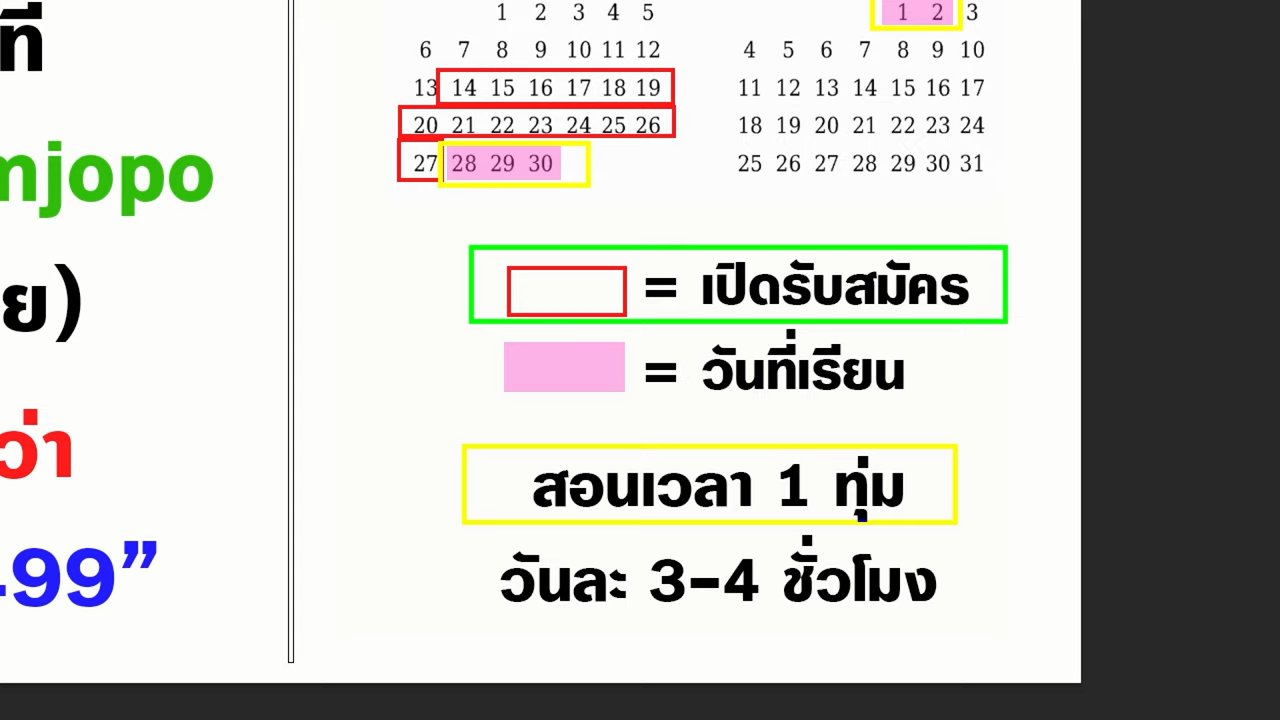 ที่
mjopo
ย)
ว่า
499”
1 2 3 4 5
6 7 8 9 10 11 12
13 14 15 16 17 18 19
20 21 22 23 24 25 26
27 28 29 30
1 2 3
4 5 6 7 8 9 10
11 12 13 14 15 16 17
18 19 20 21 22 23 24
25 26 27 28 29 30 31
= เปิดรับสมัคร
= วันที่เรียน
สอนเวลา 1 ทุ่ม
วันละ 3-4 ชั่วโมง